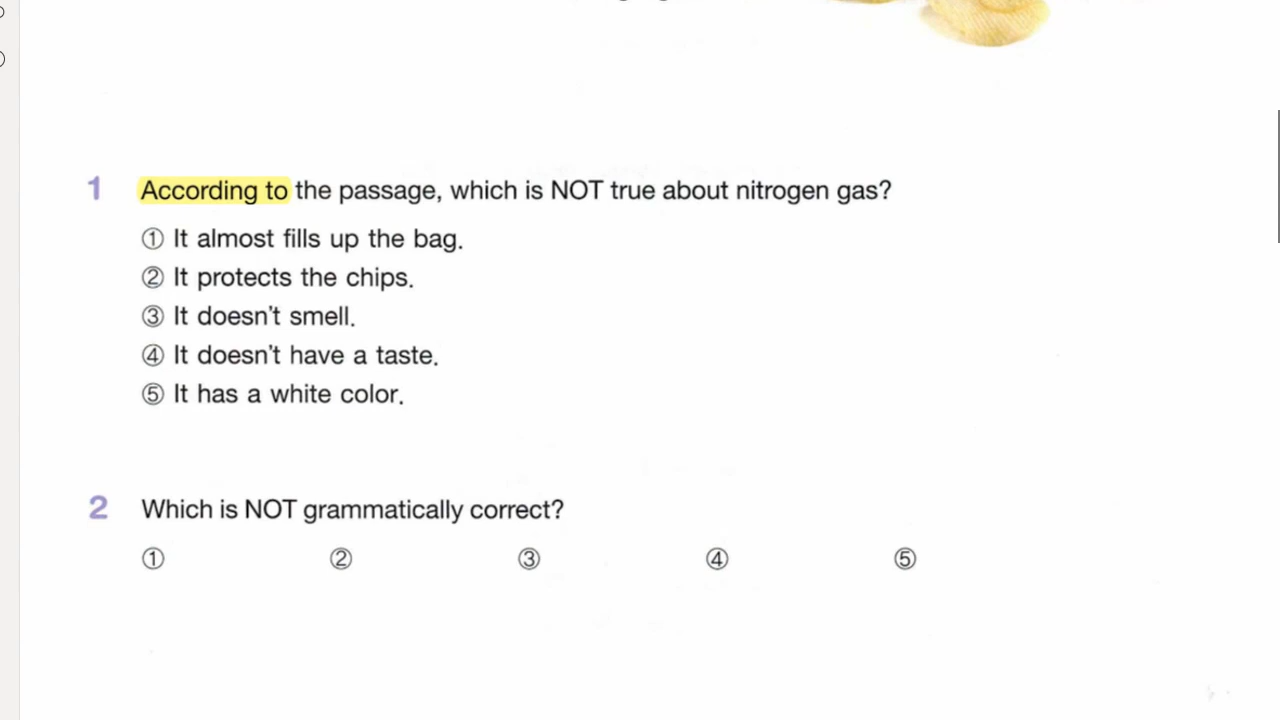 1 According to the passage, which is NOT true about nitrogen gas?
① It almost fills up the bag.
② It protects the chips.
③ It doesn't smell.
④ It doesn't have a taste.
⑤ It has a white color.
2 Which is NOT grammatically correct?
① ② ③ ④ ⑤